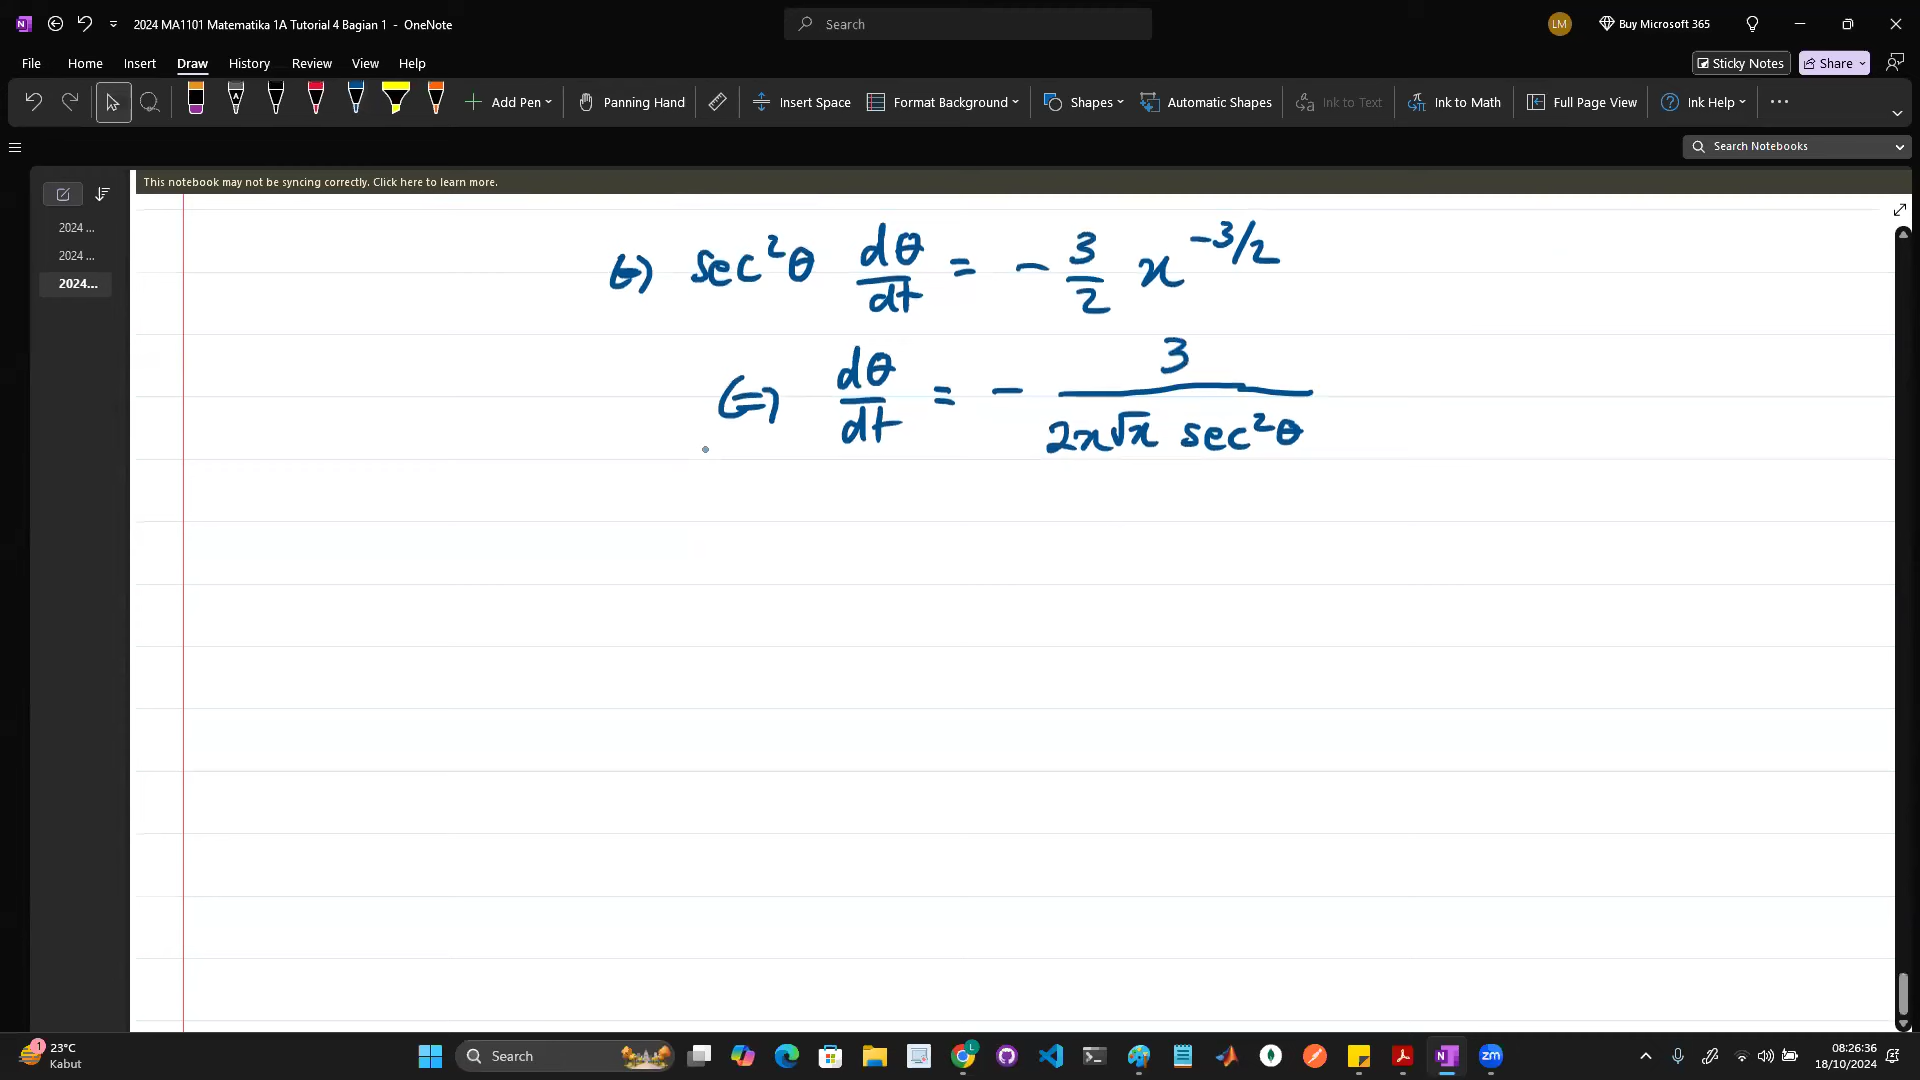 2024 MA1101 Matematika 1A Tutorial 4 Bagian 1 - OneNote
Search
LM
Buy Microsoft 365
File Home Insert Draw History Review View Help
Sticky Notes
Share
Add Pen
Panning Hand
Insert Space
Format Background
Shapes
Automatic Shapes
Ink to Text
Ink to Math
Full Page View
Ink Help
Search Notebooks
This notebook may not be syncing correctly. Click here to learn more.
2024 ...
2024 ...
2024...
⇔ sec²θ dθ/dt = - 3/2 x^(-3/2)
⇔ dθ/dt = - 3/(2x√x sec²θ)
1
23°C
Kabut
Search
zm
08:26:36
18/10/2024